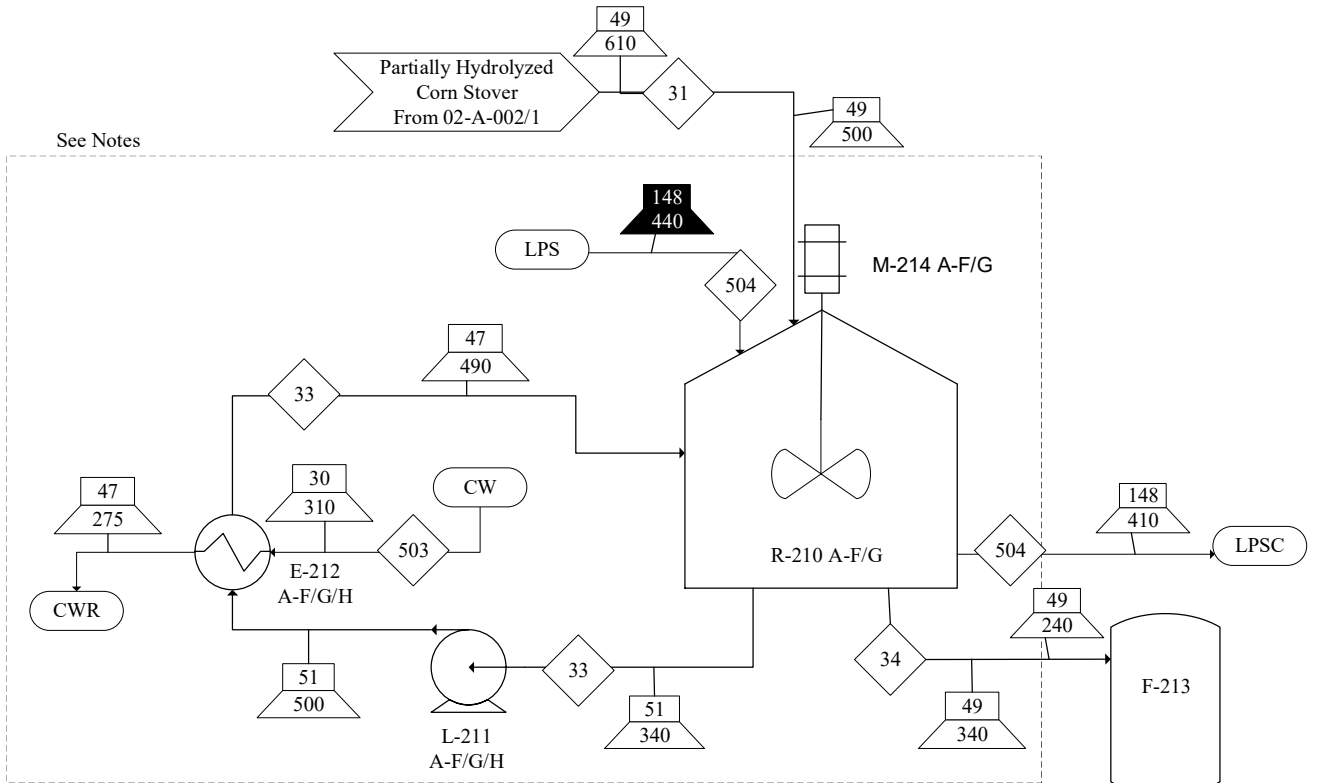 49
610
Partially Hydrolyzed
Corn Stover
From 02-A-002/1
31
49
500
See Notes
148
440
LPS
504
M-214 A-F/G
47
490
33
47
275
30
310
CW
503
E-212
A-F/G/H
CWR
R-210 A-F/G
504
148
410
LPSC
49
240
51
500
L-211
A-F/G/H
33
51
340
34
49
340
F-213